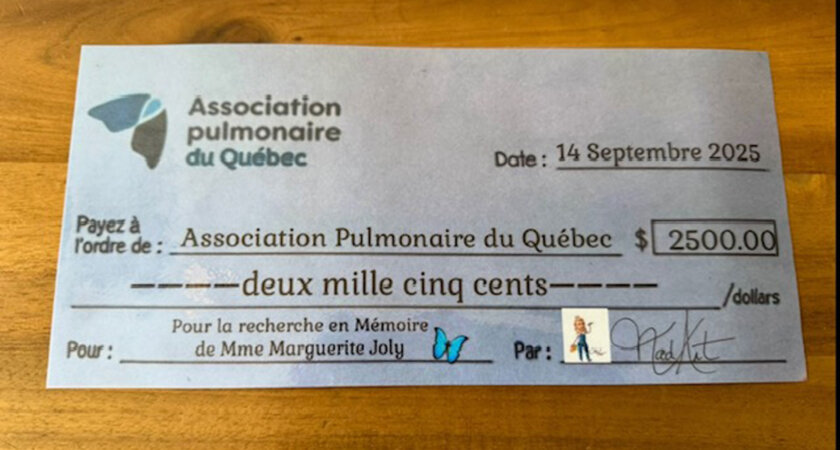 Association
pulmonaire
du Québec
Date : 14 Septembre 2025
Payez à
l'ordre de : Association Pulmonaire du Québec $ 2500.00
----deux mille cinq cents----
/dollars
Pour la recherche en Mémoire
Pour : de Mme Marguerite Joly Par :